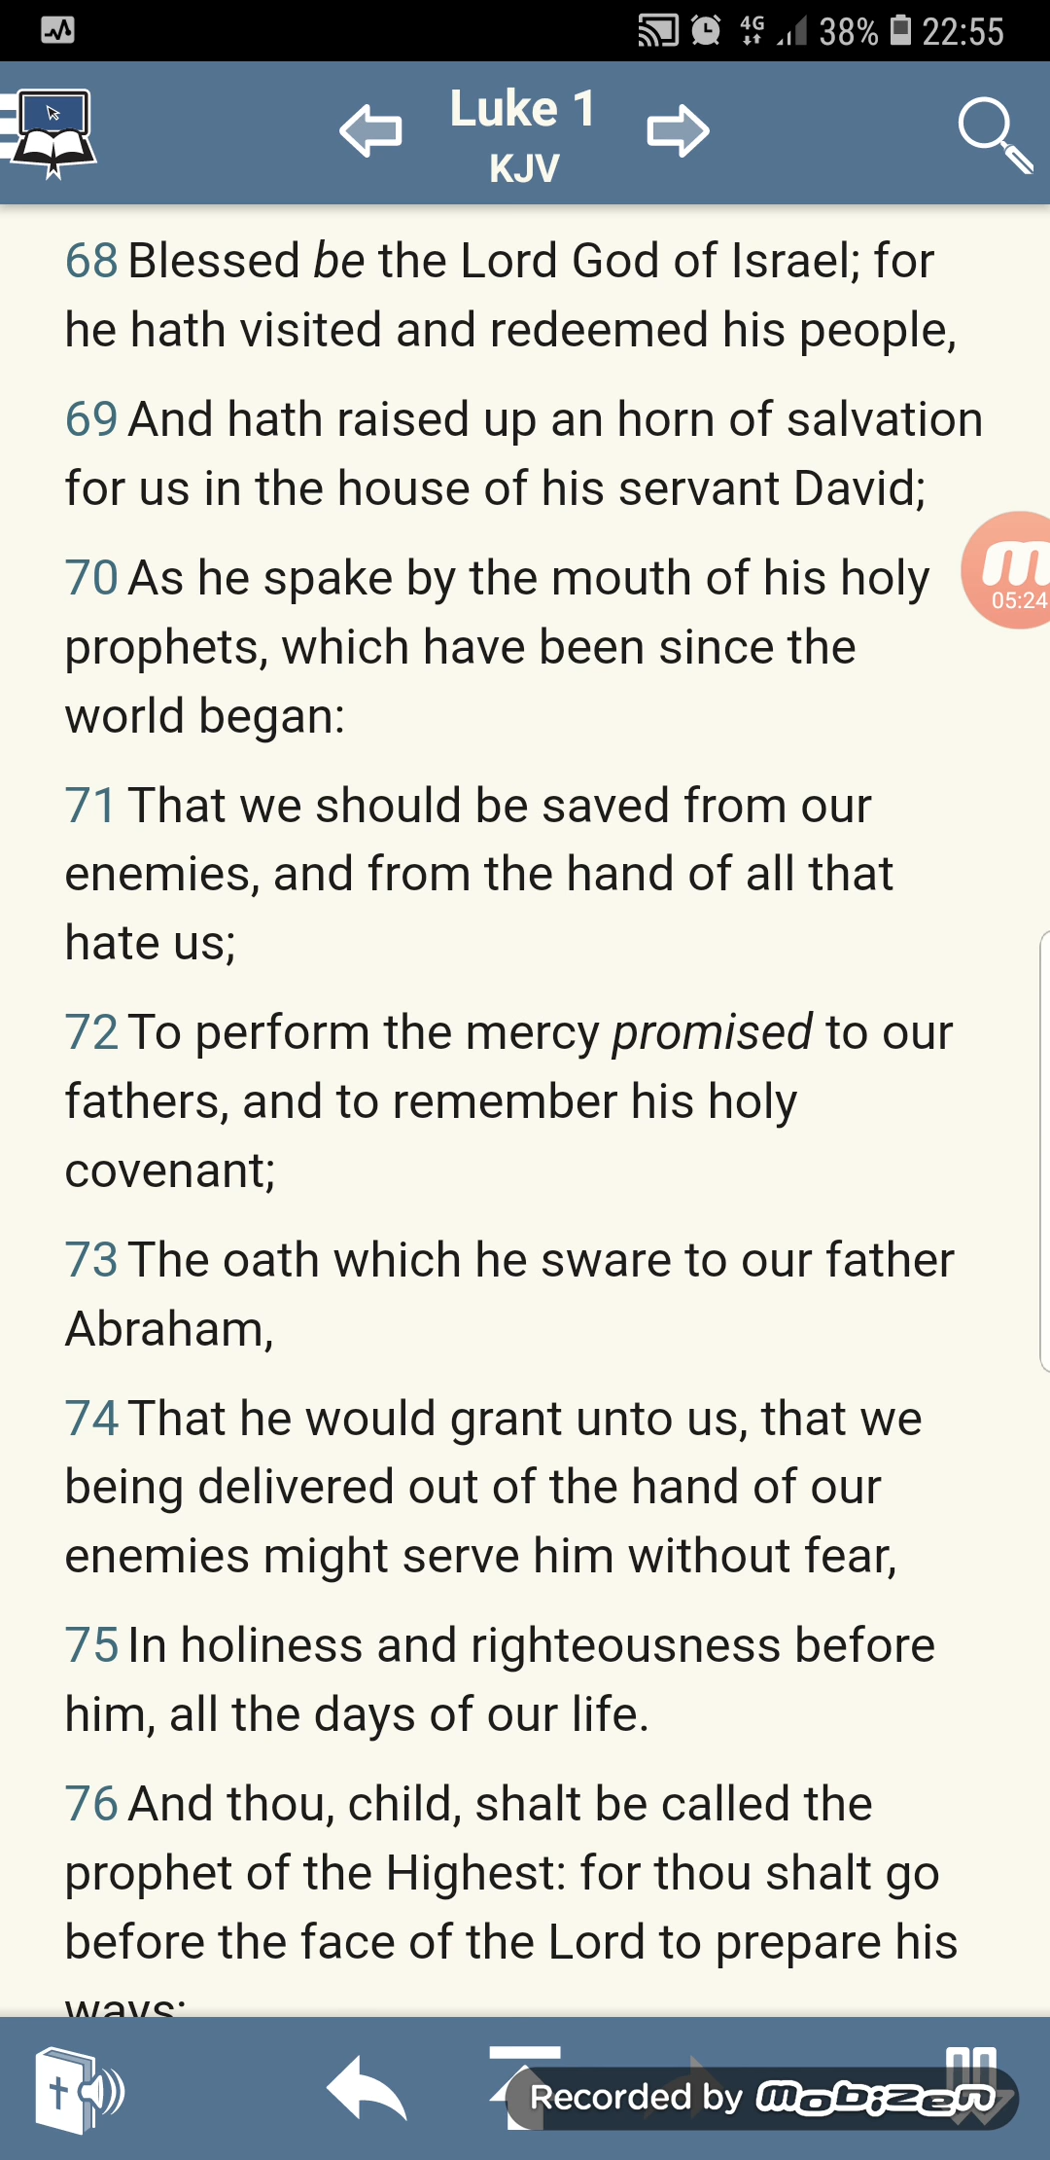 4G 38% 22:55
Luke 1
KJV
68 Blessed be the Lord God of Israel; for
he hath visited and redeemed his people,
69 And hath raised up an horn of salvation
for us in the house of his servant David;
70 As he spake by the mouth of his holy
prophets, which have been since the
world began:
m
05:24
71 That we should be saved from our
enemies, and from the hand of all that
hate us;
72 To perform the mercy promised to our
fathers, and to remember his holy
covenant;
73 The oath which he sware to our father
Abraham,
74 That he would grant unto us, that we
being delivered out of the hand of our
enemies might serve him without fear,
75 In holiness and righteousness before
him, all the days of our life.
76 And thou, child, shalt be called the
prophet of the Highest: for thou shalt go
before the face of the Lord to prepare his
ways;
Recorded by mobizen